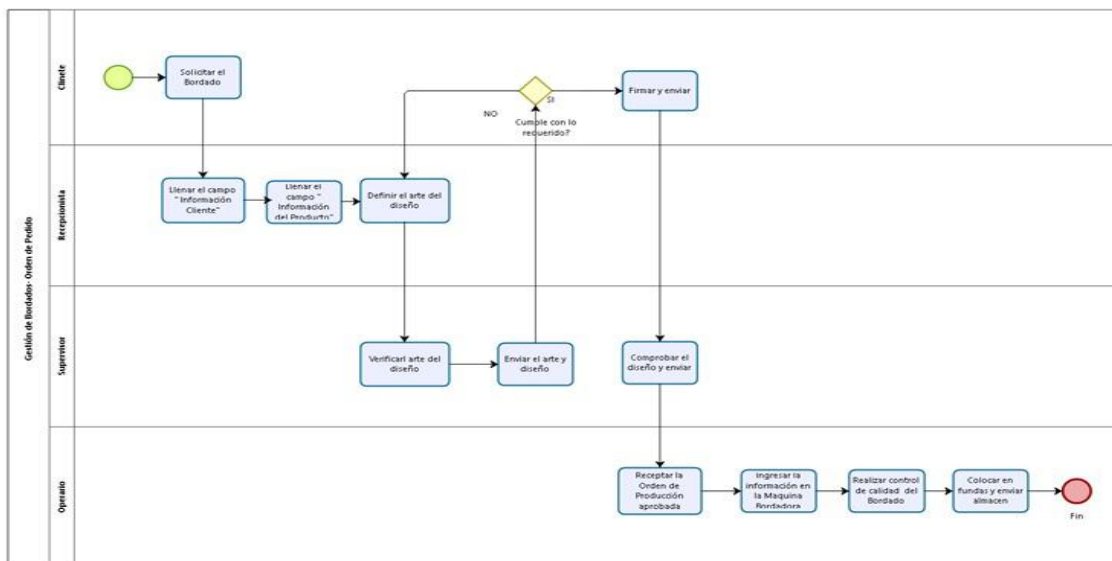 Gestión de Bordados- Orden de Pedido
Clinete
Solicitar el
Bordado
SI
NO
Cumple con lo
requerido?
Firmar y enviar
Recepcionista
Llenar el campo
" Información
Cliente"
Llenar el
campo "
Información
del Producto"
Definir el arte del
diseño
Supervisor
Verificarl arte del
diseño
Enviar el arte y
diseño
Comprobar el
diseño y enviar
Operario
Receptar la
Orden de
Producción
aprobada
Ingresar la
información en
la Maquina
Bordadora
Realizar control
de calidad del
Bordado
Colocar en
fundas y enviar
almacen
Fin